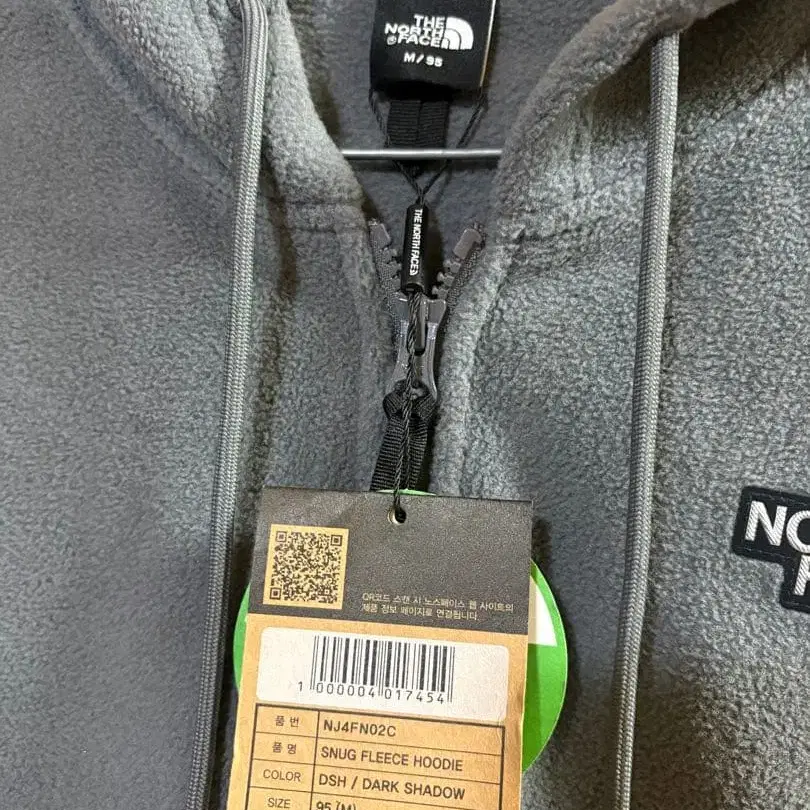 THE
NORTH
FACE
M / 95
THE NORTH FACE
QR코드 스캔 시 노스페이스 웹 사이트의
제품 정보 페이지로 연결됩니다.
1 000004 017454
품 번 NJ4FN02C
품 명 SNUG FLEECE HOODIE
COLOR DSH / DARK SHADOW
SIZE 95 (M)
NO